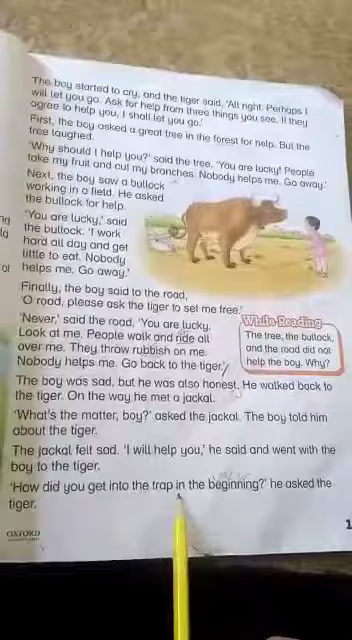 The boy started to cry, and the tiger said, 'All right. Perhaps I
will let you go. Ask for help from three things you see. If they
agree to help you, I shall let you go.'
First, the boy asked a great tree in the forest for help. But the
tree laughed.
'Why should I help you?' said the tree. 'You are lucky! People
take my fruit and cut my branches. Nobody helps me. Go away.'
Next, the boy saw a bullock
working in a field. He asked
the bullock for help.
'You are lucky,' said
the bullock. 'I work
hard all day and get
little to eat. Nobody
helps me. Go away.'
Finally, the boy said to the road,
'O road, please ask the tiger to set me free.'
'Never,' said the road. 'You are lucky.
Look at me. People walk and ride all
over me. They throw rubbish on me.
Nobody helps me. Go back to the tiger.'
While Reading
The tree, the bullock,
and the road did not
help the boy. Why?
The boy was sad, but he was also honest. He walked back to
the tiger. On the way he met a jackal.
'What's the matter, boy?' asked the jackal. The boy told him
about the tiger.
The jackal felt sad. 'I will help you,' he said and went with the
boy to the tiger.
'How did you get into the trap in the beginning?' he asked the
tiger.
OXFORD
1